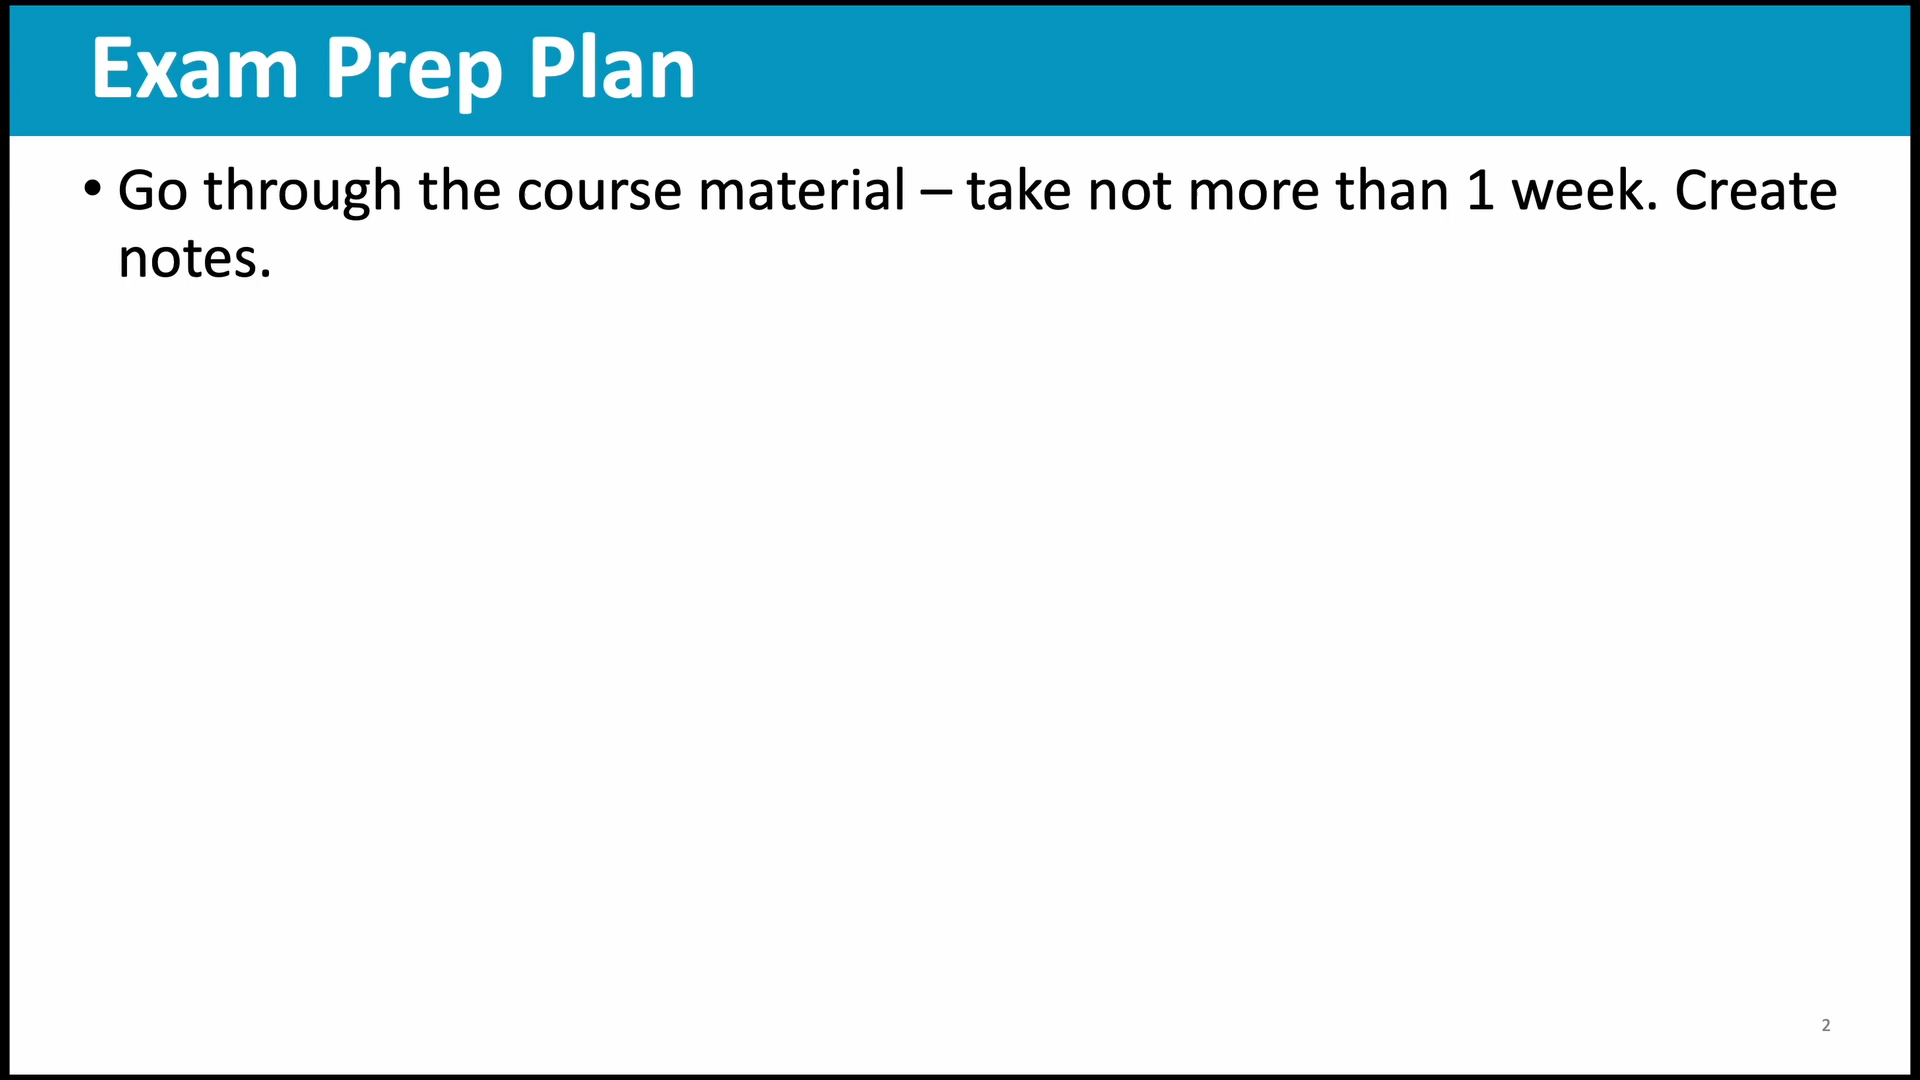 Exam Prep Plan
• Go through the course material – take not more than 1 week. Create
notes.
2